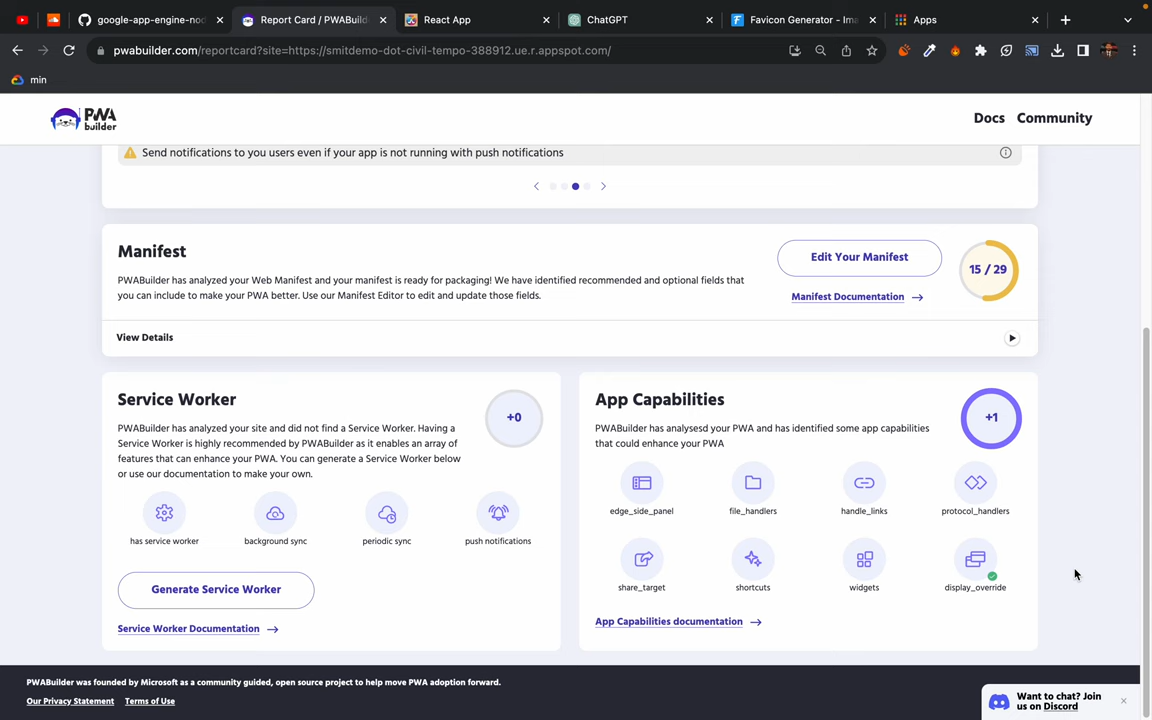 google-app-engine-nod
Report Card / PWABuild
React App
ChatGPT
Favicon Generator - Ima
Apps
pwabuilder.com/reportcard?site=https://smitdemo-dot-civil-tempo-388912.ue.r.appspot.com/
min
PWA builder
Docs
Community
Send notifications to you users even if your app is not running with push notifications
Manifest
PWABuilder has analyzed your Web Manifest and your manifest is ready for packaging! We have identified recommended and optional fields that
you can include to make your PWA better. Use our Manifest Editor to edit and update those fields.
Edit Your Manifest
Manifest Documentation
15 / 29
View Details
Service Worker
PWABuilder has analyzed your site and did not find a Service Worker. Having a
Service Worker is highly recommended by PWABuilder as it enables an array of
features that can enhance your PWA. You can generate a Service Worker below
or use our documentation to make your own.
+0
has service worker
background sync
periodic sync
push notifications
Generate Service Worker
Service Worker Documentation
App Capabilities
PWABuilder has analysesd your PWA and has identified some app capabilities
that could enhance your PWA
+1
edge_side_panel
file_handlers
handle_links
protocol_handlers
share_target
shortcuts
widgets
display_override
App Capabilities documentation
PWABuilder was founded by Microsoft as a community guided, open source project to help move PWA adoption forward.
Our Privacy Statement
Terms of Use
Want to chat? Join
us on Discord